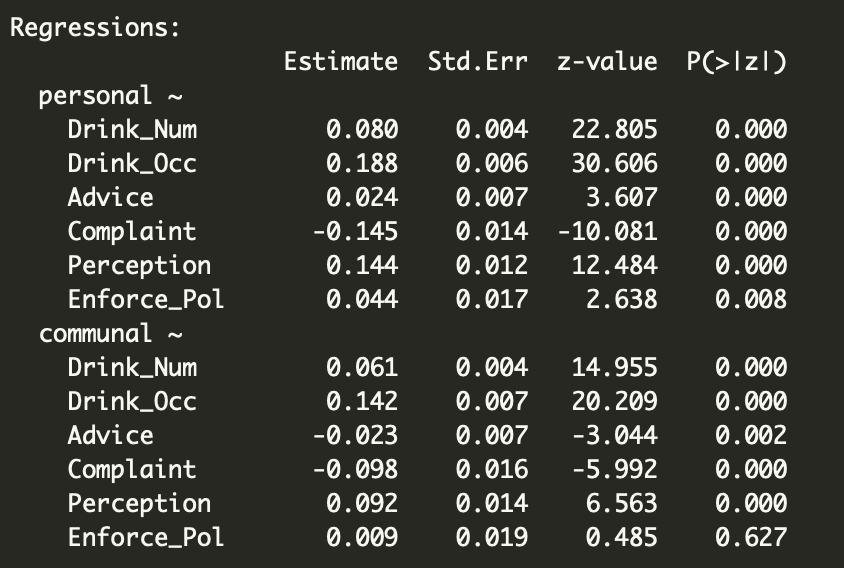 Regressions:
Estimate Std.Err z-value P(>|z|)
personal ~
Drink_Num 0.080 0.004 22.805 0.000
Drink_Occ 0.188 0.006 30.606 0.000
Advice 0.024 0.007 3.607 0.000
Complaint -0.145 0.014 -10.081 0.000
Perception 0.144 0.012 12.484 0.000
Enforce_Pol 0.044 0.017 2.638 0.008
communal ~
Drink_Num 0.061 0.004 14.955 0.000
Drink_Occ 0.142 0.007 20.209 0.000
Advice -0.023 0.007 -3.044 0.002
Complaint -0.098 0.016 -5.992 0.000
Perception 0.092 0.014 6.563 0.000
Enforce_Pol 0.009 0.019 0.485 0.627